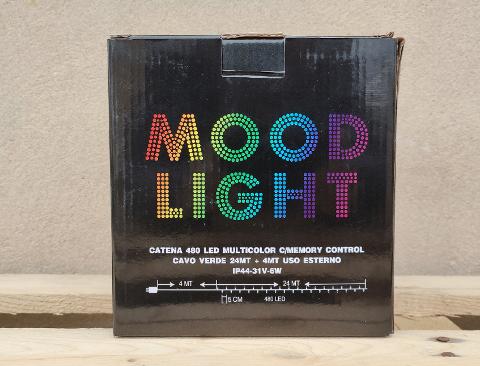 MOOD
LIGHT
CATENA 480 LED MULTICOLOR C/MEMORY CONTROL
CAVO VERDE 24MT + 4MT USO ESTERNO
IP44-31V-6W
4 MT 24 MT
5 CM 480 LED